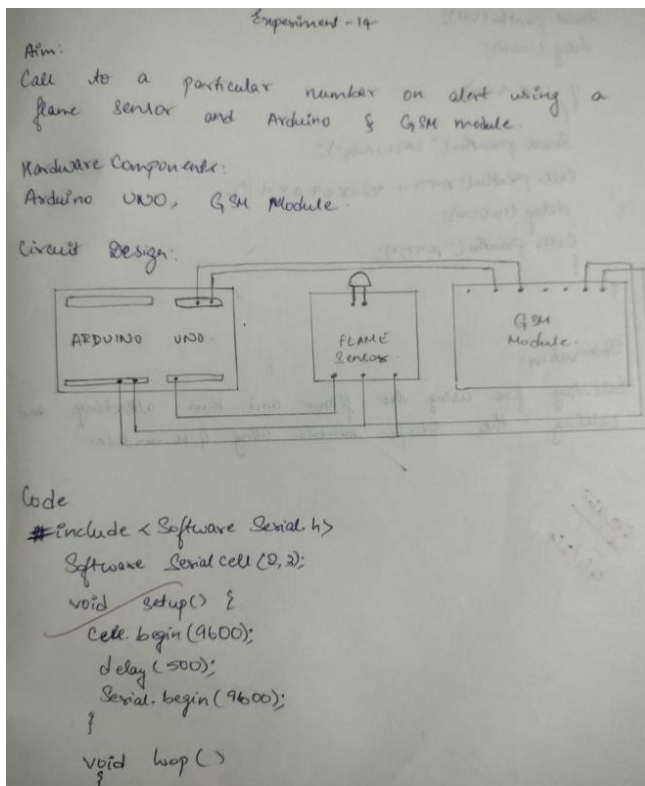 Experiment - 14
Aim:
Call to a particular number on alert using a
flame sensor and Arduino & GSM module.
Hardware Components:
Arduino UNO, GSM Module.
Circuit Design:
ARDUINO UNO.
FLAME
Sensor.
GSM
Module.
Code
#include <Software Serial.h>
Software Serial cell (2,3);
void setup() {
Cell.begin(9600);
delay(500);
Serial.begin(9600);
}
void loop()
{